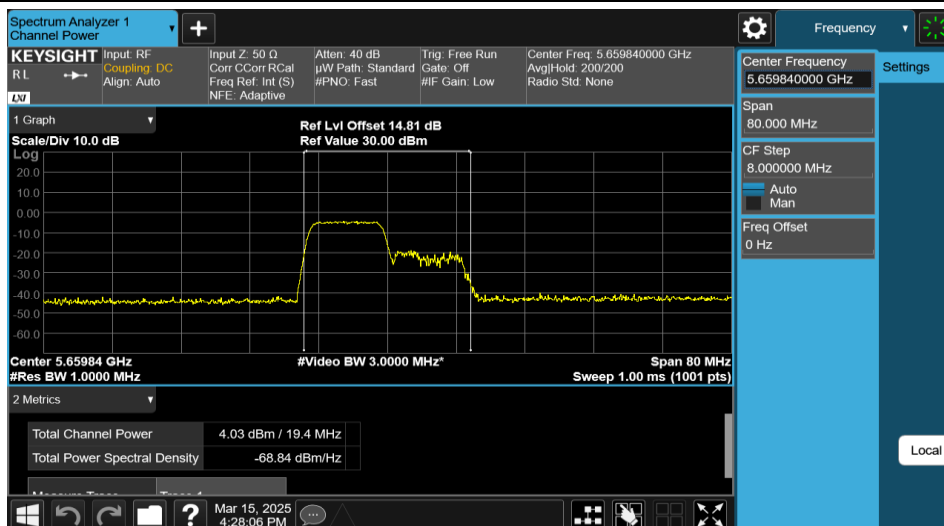 Spectrum Analyzer 1
Channel Power
+
Frequency
KEYSIGHT
RL
LXI
Input: RF
Coupling: DC
Align: Auto
Input Z: 50 Ω
Corr CCorr RCal
Freq Ref: Int (S)
NFE: Adaptive
Atten: 40 dB
µW Path: Standard
#PNO: Fast
Trig: Free Run
Gate: Off
#IF Gain: Low
Center Freq: 5.659840000 GHz
Avg|Hold: 200/200
Radio Std: None
Center Frequency
5.659840000 GHz
Settings
Span
80.000 MHz
CF Step
8.000000 MHz
Auto
Man
Freq Offset
0 Hz
1 Graph
Scale/Div 10.0 dB
Ref Lvl Offset 14.81 dB
Ref Value 30.00 dBm
Log
20.0
10.0
0.00
-10.0
-20.0
-30.0
-40.0
-50.0
-60.0
Center 5.65984 GHz
#Video BW 3.0000 MHz*
Span 80 MHz
#Res BW 1.0000 MHz
Sweep 1.00 ms (1001 pts)
2 Metrics
Total Channel Power 4.03 dBm / 19.4 MHz
Total Power Spectral Density -68.84 dBm/Hz
Local
?
Mar 15, 2025
4:28:06 PM